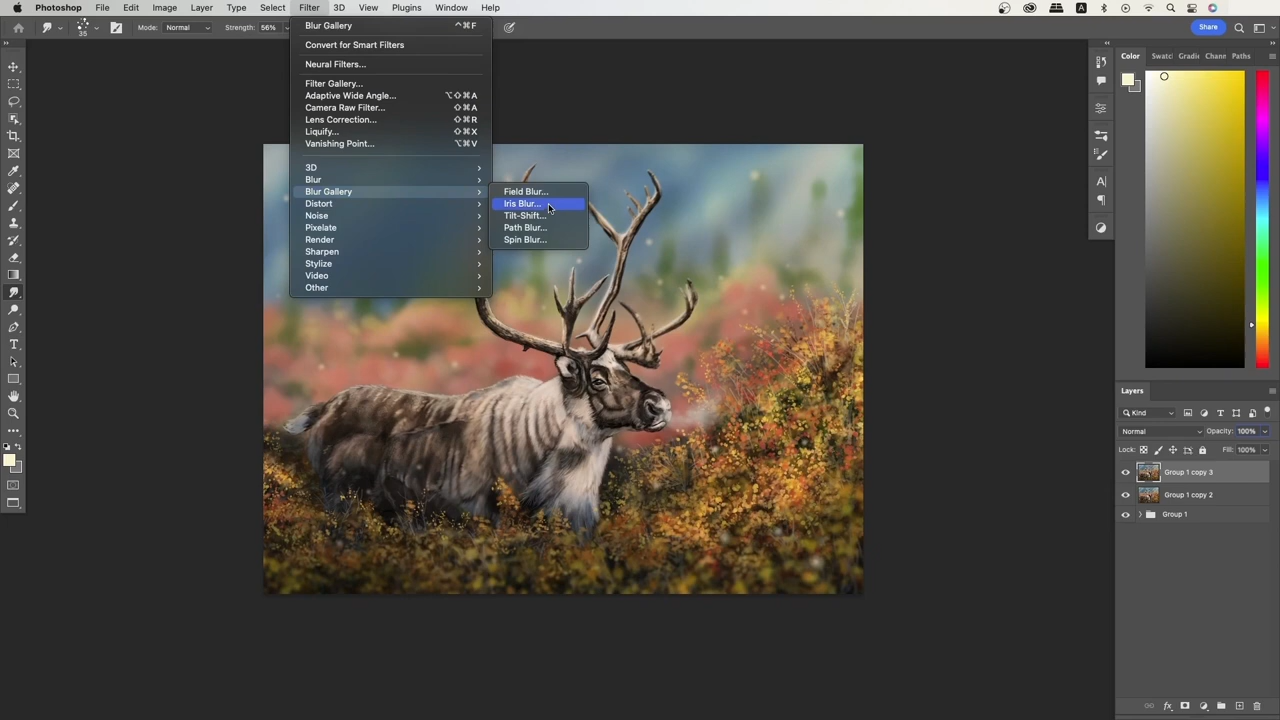 Photoshop File Edit Image Layer Type Select Filter 3D View Plugins Window Help
35 Mode: Normal Strength: 56%
Share
Blur Gallery ^⌘F
Convert for Smart Filters
Neural Filters...
Filter Gallery...
Adaptive Wide Angle... ⌥⇧⌘A
Camera Raw Filter... ⇧⌘A
Lens Correction... ⇧⌘R
Liquify... ⇧⌘X
Vanishing Point... ⌥⌘V
3D
Blur
Blur Gallery
Distort
Noise
Pixelate
Render
Sharpen
Stylize
Video
Other
Field Blur...
Iris Blur...
Tilt-Shift...
Path Blur...
Spin Blur...
Color Swatc Gradi Chann Paths
Layers
Kind
Normal Opacity: 100%
Lock: Fill: 100%
Group 1 copy 3
Group 1 copy 2
Group 1